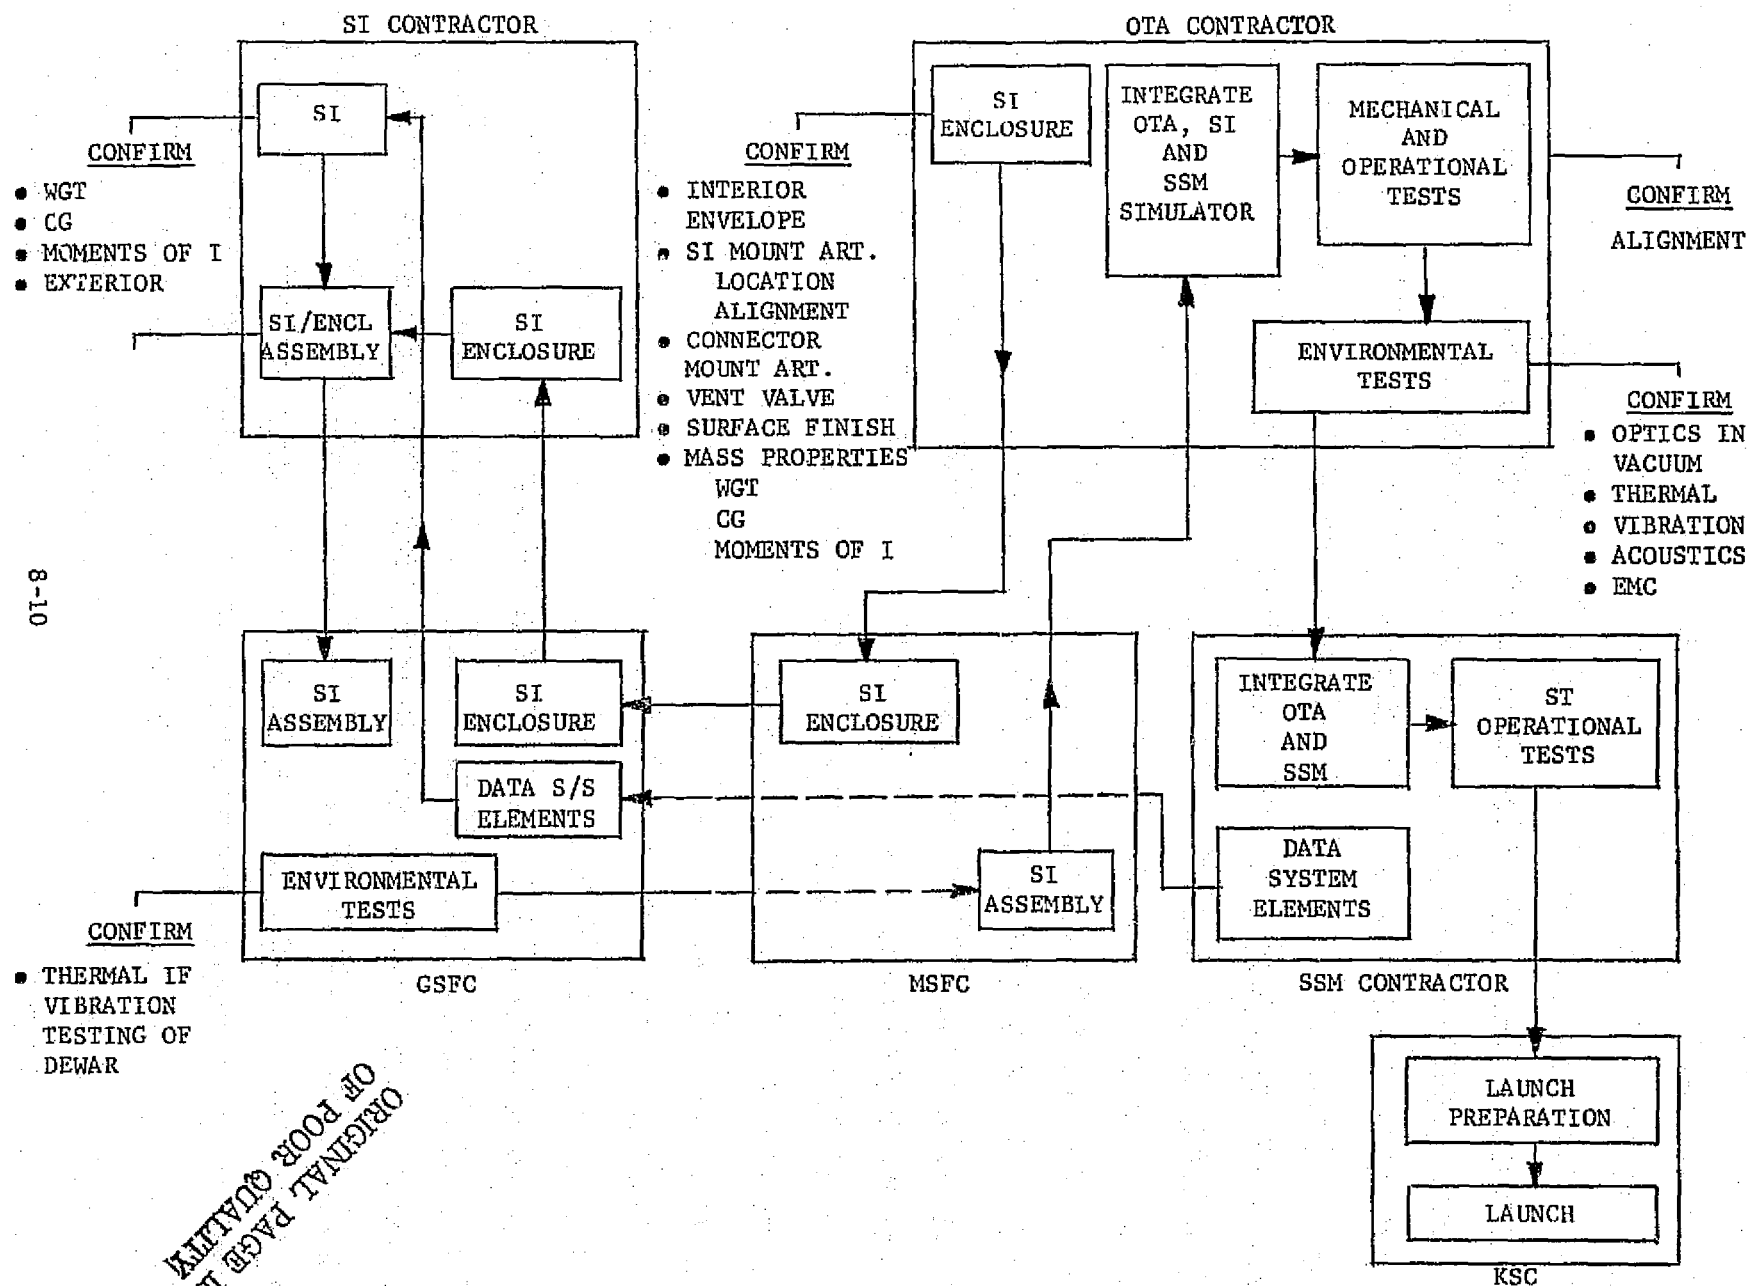 SI CONTRACTOR
SI
CONFIRM
• WGT
• CG
• MOMENTS OF I
• EXTERIOR
SI/ENCL
ASSEMBLY
SI
ENCLOSURE
OTA CONTRACTOR
SI
ENCLOSURE
CONFIRM
• INTERIOR
ENVELOPE
• SI MOUNT ART.
LOCATION
ALIGNMENT
• CONNECTOR
MOUNT ART.
• VENT VALVE
• SURFACE FINISH
• MASS PROPERTIES
WGT
CG
MOMENTS OF I
INTEGRATE
OTA, SI
AND
SSM
SIMULATOR
MECHANICAL
AND
OPERATIONAL
TESTS
CONFIRM
ALIGNMENT
ENVIRONMENTAL
TESTS
CONFIRM
• OPTICS IN
VACUUM
• THERMAL
• VIBRATION
• ACOUSTICS
• EMC
8-10
SI
ASSEMBLY
SI
ENCLOSURE
DATA S/S
ELEMENTS
ENVIRONMENTAL
TESTS
CONFIRM
• THERMAL IF
VIBRATION
TESTING OF
DEWAR
GSFC
SI
ENCLOSURE
SI
ASSEMBLY
MSFC
INTEGRATE
OTA
AND
SSM
ST
OPERATIONAL
TESTS
DATA
SYSTEM
ELEMENTS
SSM CONTRACTOR
LAUNCH
PREPARATION
LAUNCH
KSC
ORIGINAL PAGE
OF POOR QUALITY